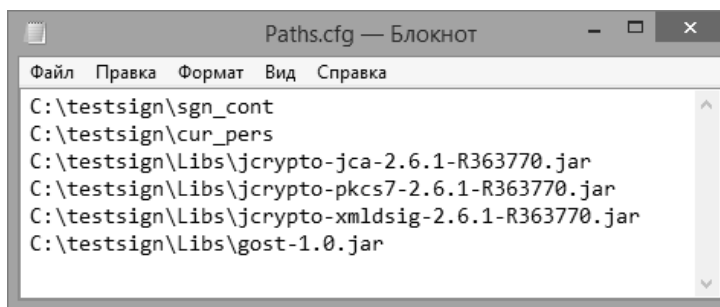 Paths.cfg — Блокнот
Файл Правка Формат Вид Справка
C:\testsign\sgn_cont
C:\testsign\cur_pers
C:\testsign\Libs\jcrypto-jca-2.6.1-R363770.jar
C:\testsign\Libs\jcrypto-pkcs7-2.6.1-R363770.jar
C:\testsign\Libs\jcrypto-xmldsig-2.6.1-R363770.jar
C:\testsign\Libs\gost-1.0.jar